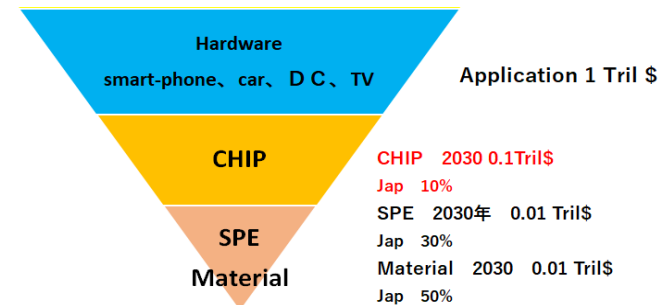 Hardware
smart-phone、car、ＤＣ、TV
Application 1 Tril $
CHIP
CHIP　2030 0.1Tril$
Jap　10%
SPE　2030年　0.01 Tril$
SPE
Jap　30%
Material　2030　0.01 Tril$
Material
Jap　50%